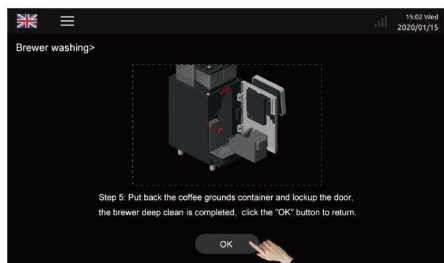 15:02 Wed
2020/01/15
Brewer washing>
Step 5: Put back the coffee grounds container and lockup the door,
the brewer deep clean is completed, click the "OK" button to return.
OK